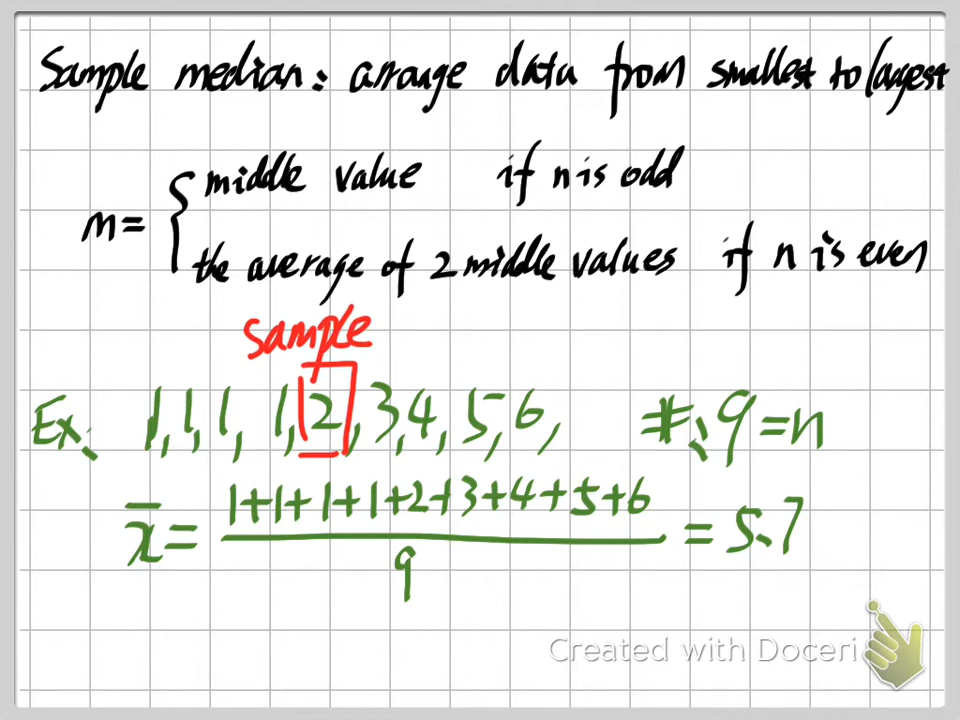 Sample median: arrange data from smallest to largest
m = { middle value if n is odd
the average of 2 middle values if n is even
sample
Ex: 1, 1, 1, 1, 2, 3, 4, 5, 6, #: 9 = n
x̄ = (1+1+1+1+2+3+4+5+6)/9 = 5.7
Created with Doceri